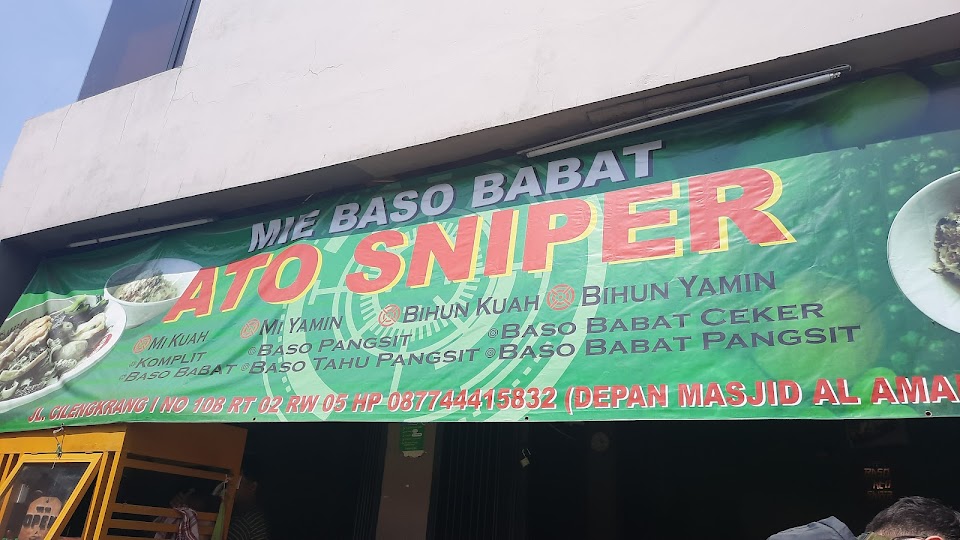 MIE BASO BABAT
ATO SNIPER
MI KUAH MI YAMIN BIHUN KUAH BIHUN YAMIN
KOMPLIT BASO PANGSIT BASO BABAT CEKER
BASO BABAT BASO TAHU PANGSIT BASO BABAT PANGSIT
JL. CILENGKRANG I NO 108 RT 02 RW 05 HP 087744415832 (DEPAN MASJID AL AMA
OPEN